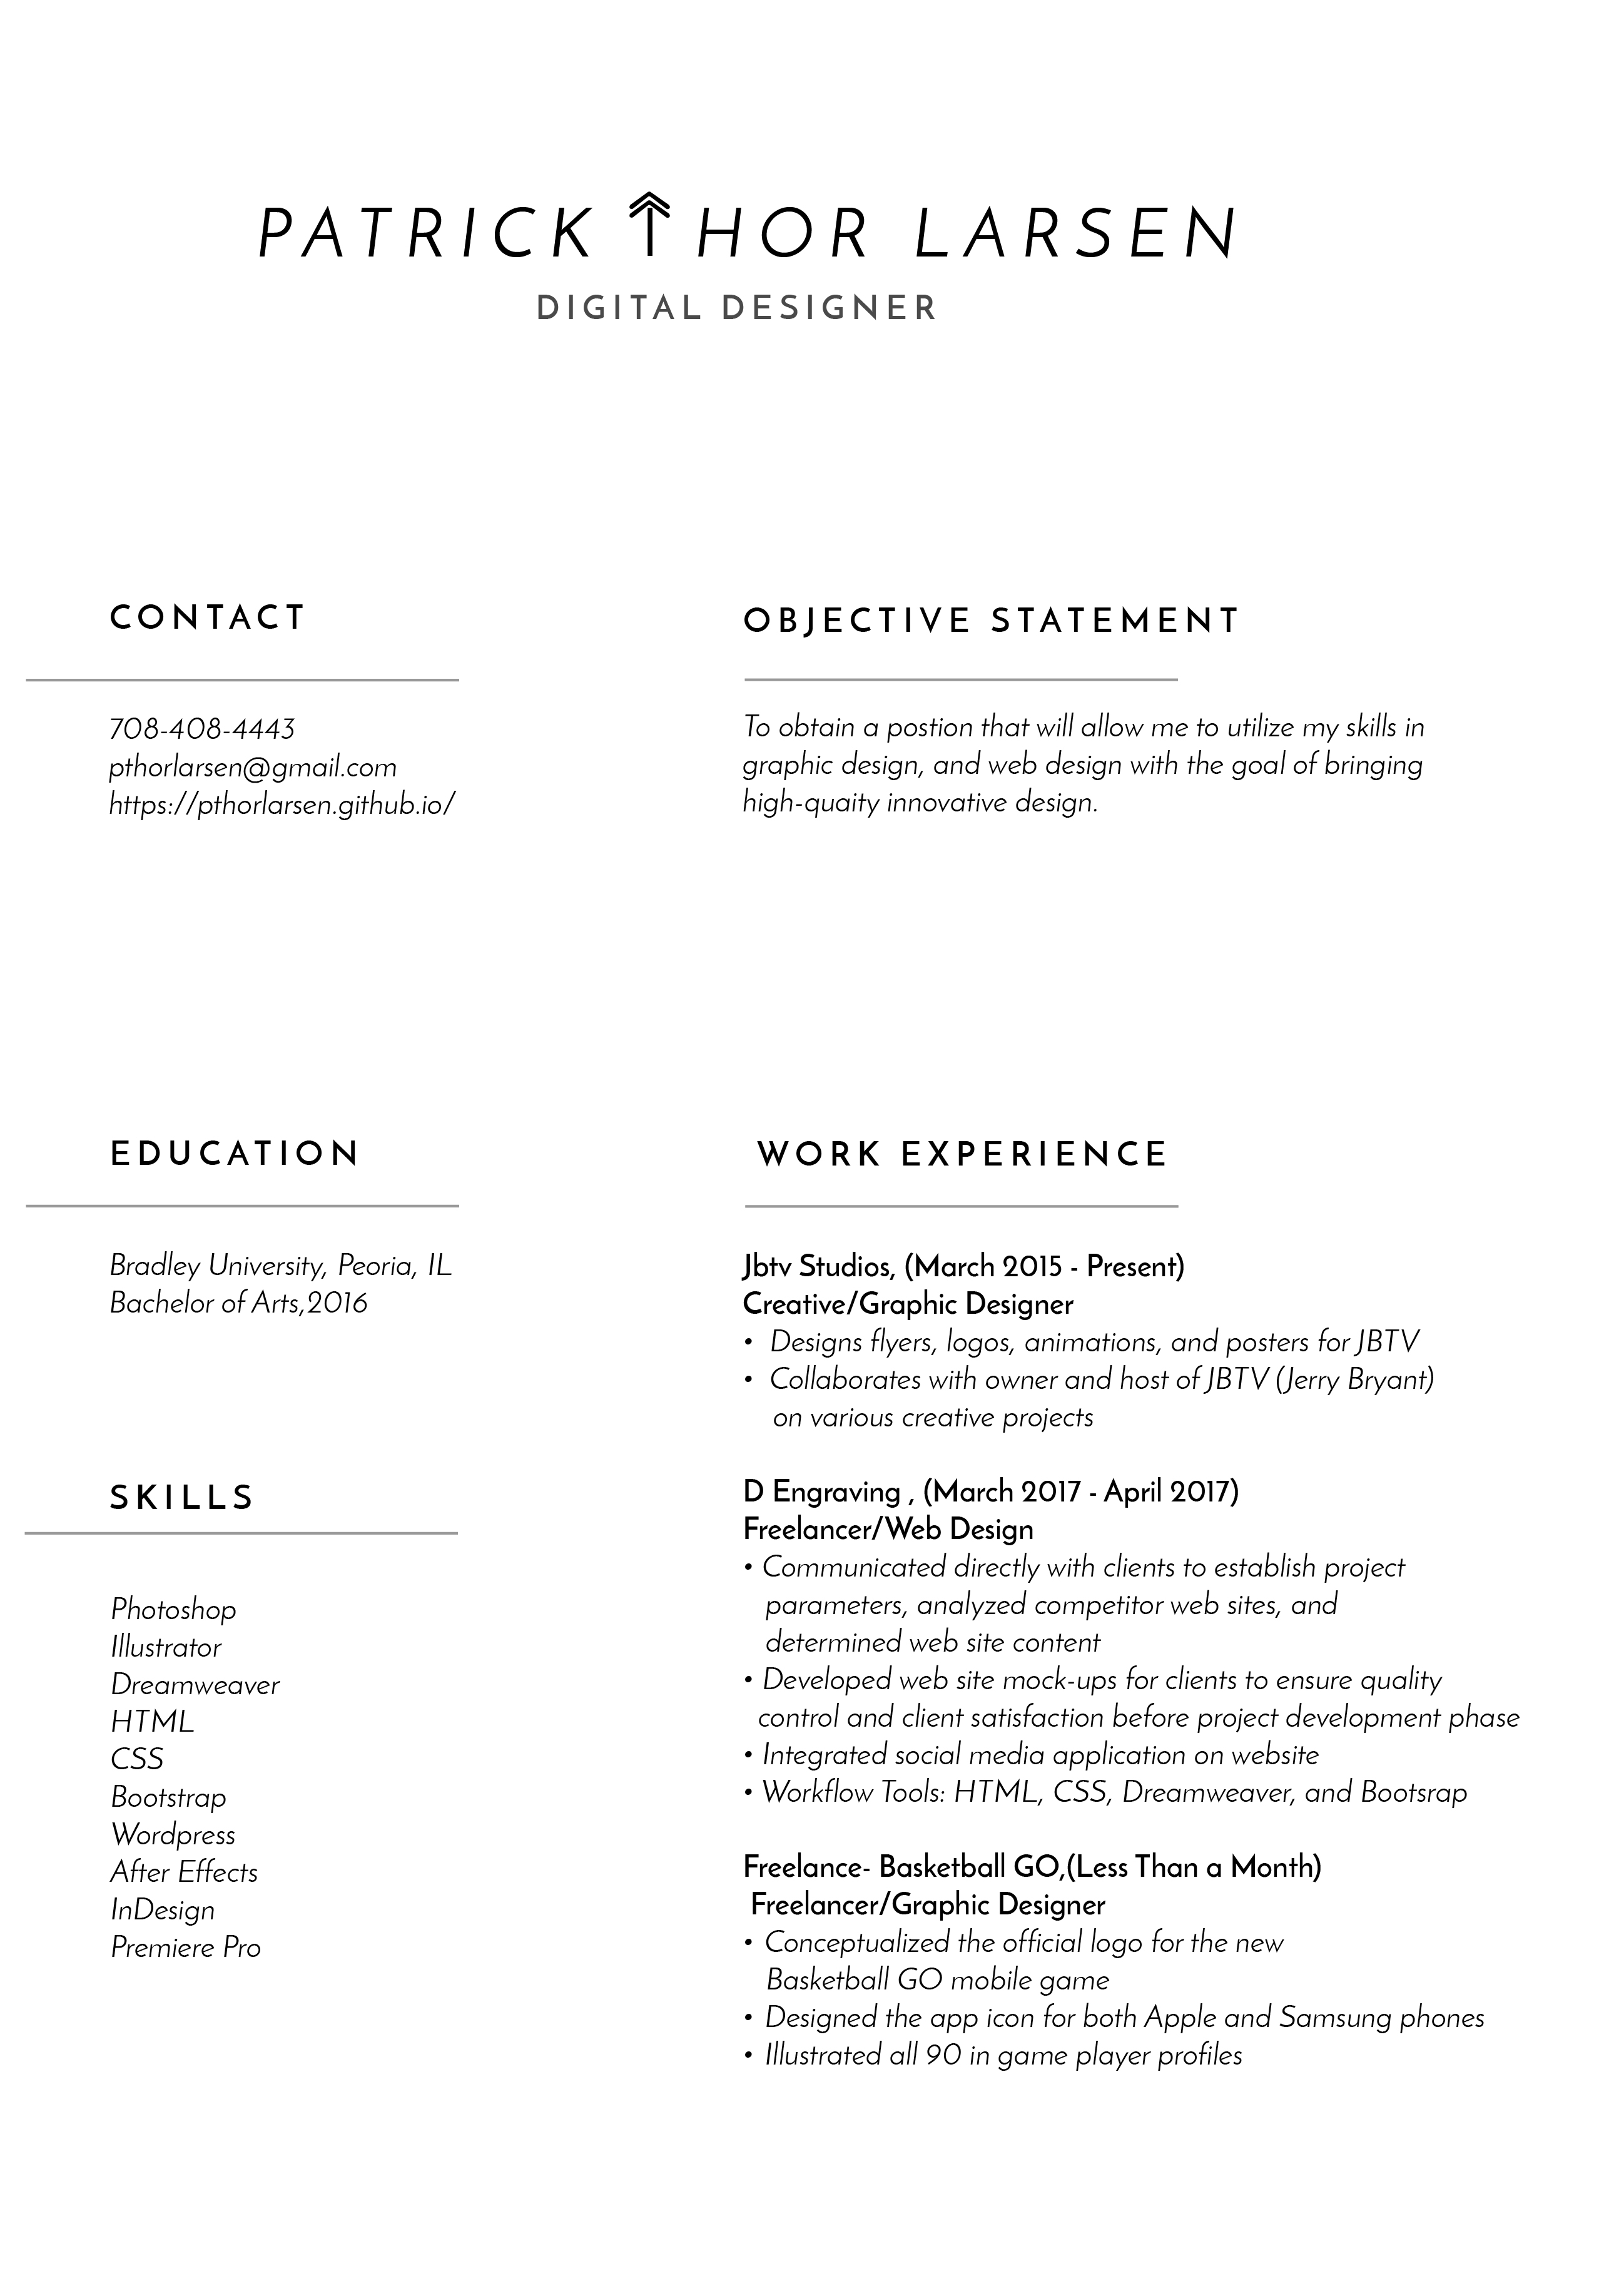 PATRICK THOR LARSEN
DIGITAL DESIGNER
CONTACT
708-408-4443
pthorlarsen@gmail.com
https://pthorlarsen.github.io/
OBJECTIVE STATEMENT
To obtain a postion that will allow me to utilize my skills in
graphic design, and web design with the goal of bringing
high-quaity innovative design.
EDUCATION
Bradley University, Peoria, IL
Bachelor of Arts,2016
SKILLS
Photoshop
Illustrator
Dreamweaver
HTML
CSS
Bootstrap
Wordpress
After Effects
InDesign
Premiere Pro
WORK EXPERIENCE
Jbtv Studios, (March 2015 - Present)
Creative/Graphic Designer
• Designs flyers, logos, animations, and posters for JBTV
• Collaborates with owner and host of JBTV (Jerry Bryant)
on various creative projects
D Engraving , (March 2017 - April 2017)
Freelancer/Web Design
• Communicated directly with clients to establish project
parameters, analyzed competitor web sites, and
determined web site content
• Developed web site mock-ups for clients to ensure quality
control and client satisfaction before project development phase
• Integrated social media application on website
• Workflow Tools: HTML, CSS, Dreamweaver, and Bootsrap
Freelance- Basketball GO,(Less Than a Month)
Freelancer/Graphic Designer
• Conceptualized the official logo for the new
Basketball GO mobile game
• Designed the app icon for both Apple and Samsung phones
• Illustrated all 90 in game player profiles